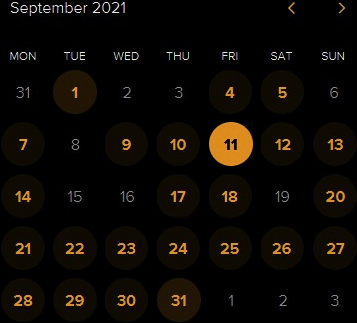 September 2021 < >
MON TUE WED THU FRI SAT SUN
31 1 2 3 4 5 6
7 8 9 10 11 12 13
14 15 16 17 18 19 20
21 22 23 24 25 26 27
28 29 30 31 1 2 3